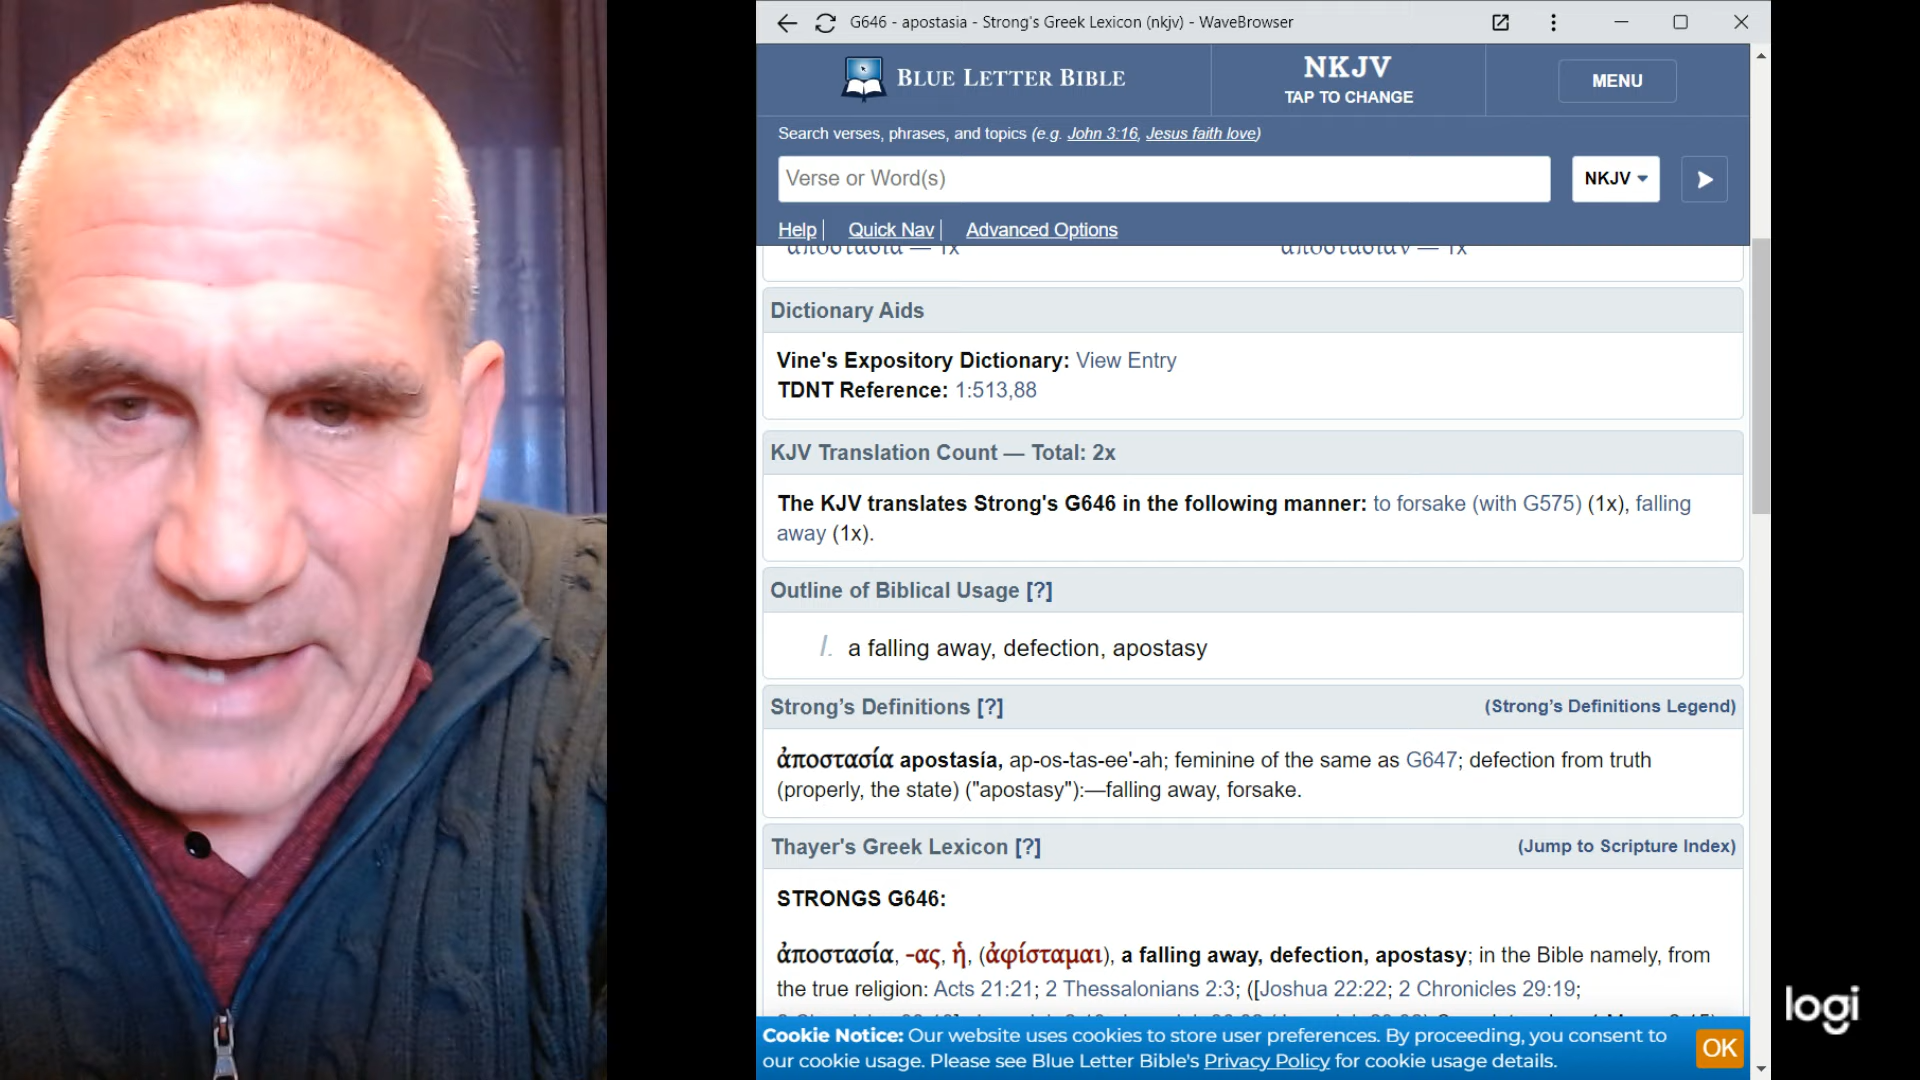 G646 - apostasia - Strong's Greek Lexicon (nkjv) - WaveBrowser
BLUE LETTER BIBLE
NKJV
TAP TO CHANGE
MENU
Search verses, phrases, and topics (e.g. John 3:16, Jesus faith love)
Verse or Word(s)
NKJV
Help | Quick Nav | Advanced Options
ἀποστασία — 1x ἀποστασίαν — 1x
Dictionary Aids
Vine's Expository Dictionary: View Entry
TDNT Reference: 1:513,88
KJV Translation Count — Total: 2x
The KJV translates Strong's G646 in the following manner: to forsake (with G575) (1x), falling
away (1x).
Outline of Biblical Usage [?]
I. a falling away, defection, apostasy
Strong’s Definitions [?] (Strong’s Definitions Legend)
ἀποστασία apostasía, ap-os-tas-ee'-ah; feminine of the same as G647; defection from truth
(properly, the state) ("apostasy"):—falling away, forsake.
Thayer's Greek Lexicon [?] (Jump to Scripture Index)
STRONGS G646:
ἀποστασία, -ας, ἡ, (ἀφίσταμαι), a falling away, defection, apostasy; in the Bible namely, from
the true religion: Acts 21:21; 2 Thessalonians 2:3; ([Joshua 22:22; 2 Chronicles 29:19;
Cookie Notice: Our website uses cookies to store user preferences. By proceeding, you consent to
our cookie usage. Please see Blue Letter Bible's Privacy Policy for cookie usage details.
OK
logi